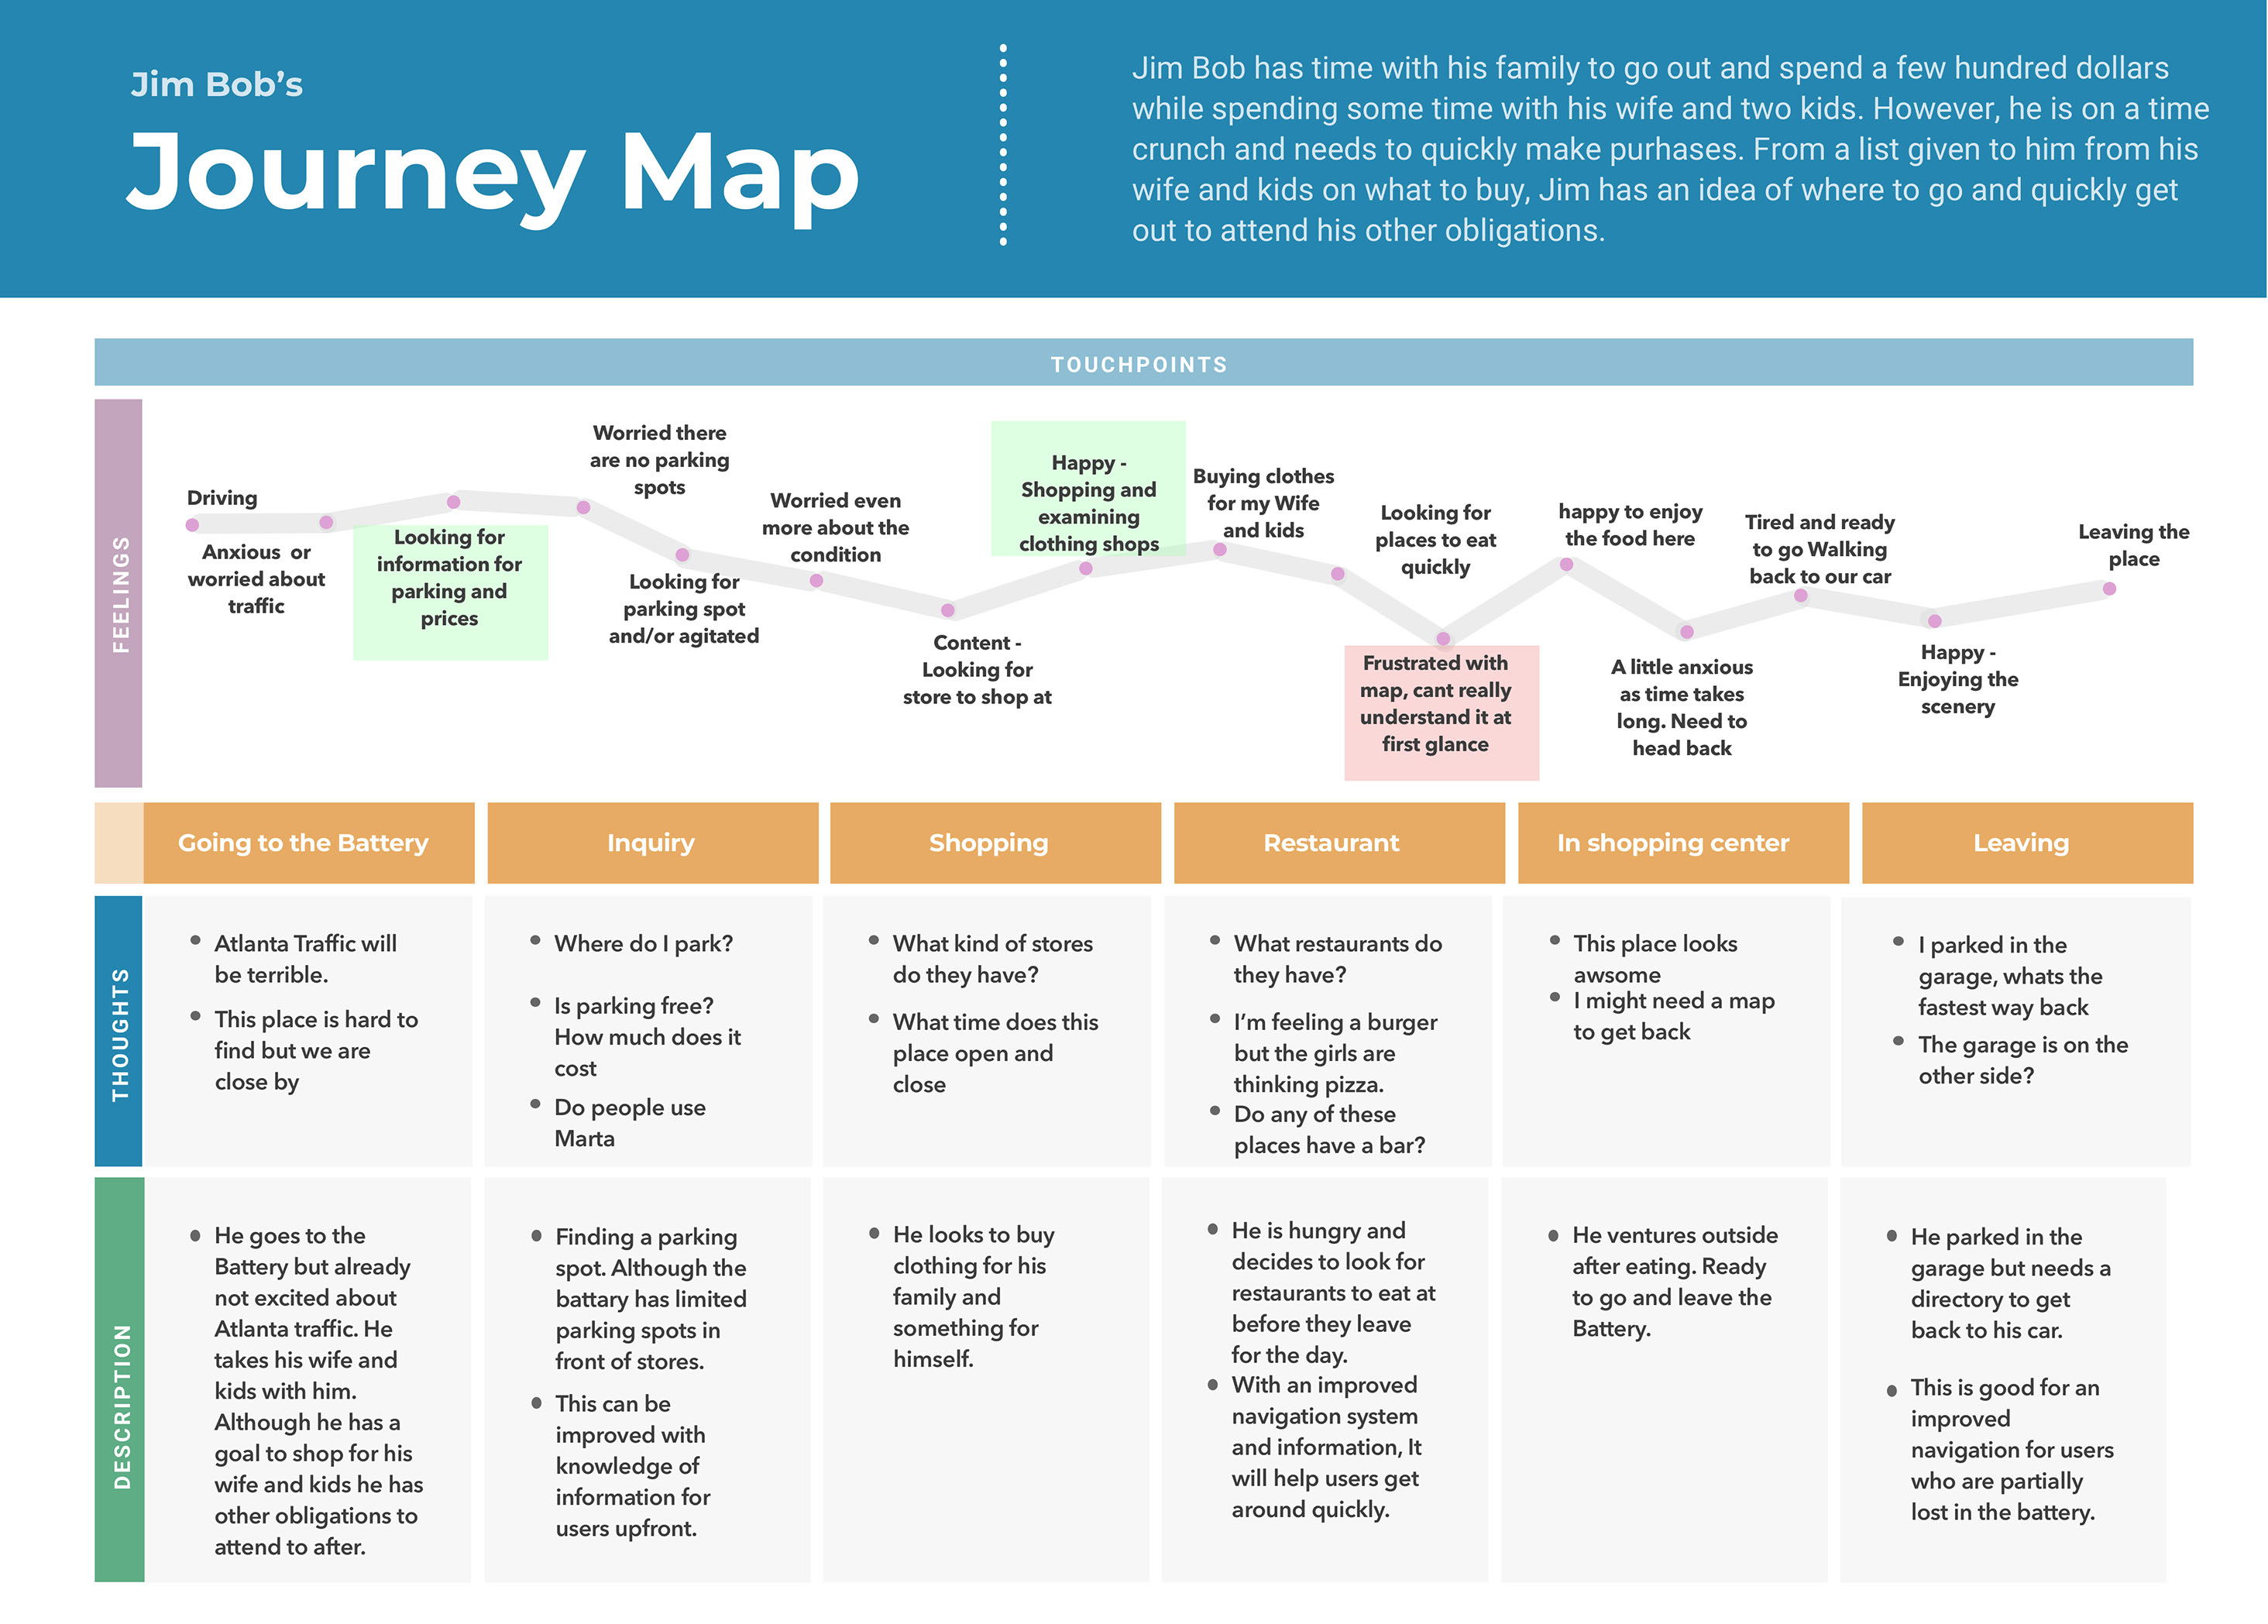 Jim Bob's
Journey Map
Jim Bob has time with his family to go out and spend a few hundred dollars
while spending some time with his wife and two kids. However, he is on a time
crunch and needs to quickly make purhases. From a list given to him from his
wife and kids on what to buy, Jim has an idea of where to go and quickly get
out to attend his other obligations.
TOUCHPOINTS
FEELINGS
Driving
Anxious or
worried about
traffic
Looking for
information for
parking and
prices
Worried there
are no parking
spots
Looking for
parking spot
and/or agitated
Worried even
more about the
condition
Content -
Looking for
store to shop at
Happy -
Shopping and
examining
clothing shops
Buying clothes
for my Wife
and kids
Looking for
places to eat
quickly
Frustrated with
map, cant really
understand it at
first glance
happy to enjoy
the food here
A little anxious
as time takes
long. Need to
head back
Tired and ready
to go Walking
back to our car
Happy -
Enjoying the
scenery
Leaving the
place
Going to the Battery
Inquiry
Shopping
Restaurant
In shopping center
Leaving
THOUGHTS
• Atlanta Traffic will
be terrible.
• This place is hard to
find but we are
close by
• Where do I park?
• Is parking free?
How much does it
cost
• Do people use
Marta
• What kind of stores
do they have?
• What time does this
place open and
close
• What restaurants do
they have?
• I'm feeling a burger
but the girls are
thinking pizza.
• Do any of these
places have a bar?
• This place looks
awsome
• I might need a map
to get back
• I parked in the
garage, whats the
fastest way back
• The garage is on the
other side?
DESCRIPTION
• He goes to the
Battery but already
not excited about
Atlanta traffic. He
takes his wife and
kids with him.
Although he has a
goal to shop for his
wife and kids he has
other obligations to
attend to after.
• Finding a parking
spot. Although the
battary has limited
parking spots in
front of stores.
• This can be
improved with
knowledge of
information for
users upfront.
• He looks to buy
clothing for his
family and
something for
himself.
• He is hungry and
decides to look for
restaurants to eat at
before they leave
for the day.
• With an improved
navigation system
and information, It
will help users get
around quickly.
• He ventures outside
after eating. Ready
to go and leave the
Battery.
• He parked in the
garage but needs a
directory to get
back to his car.
• This is good for an
improved
navigation for users
who are partially
lost in the battery.